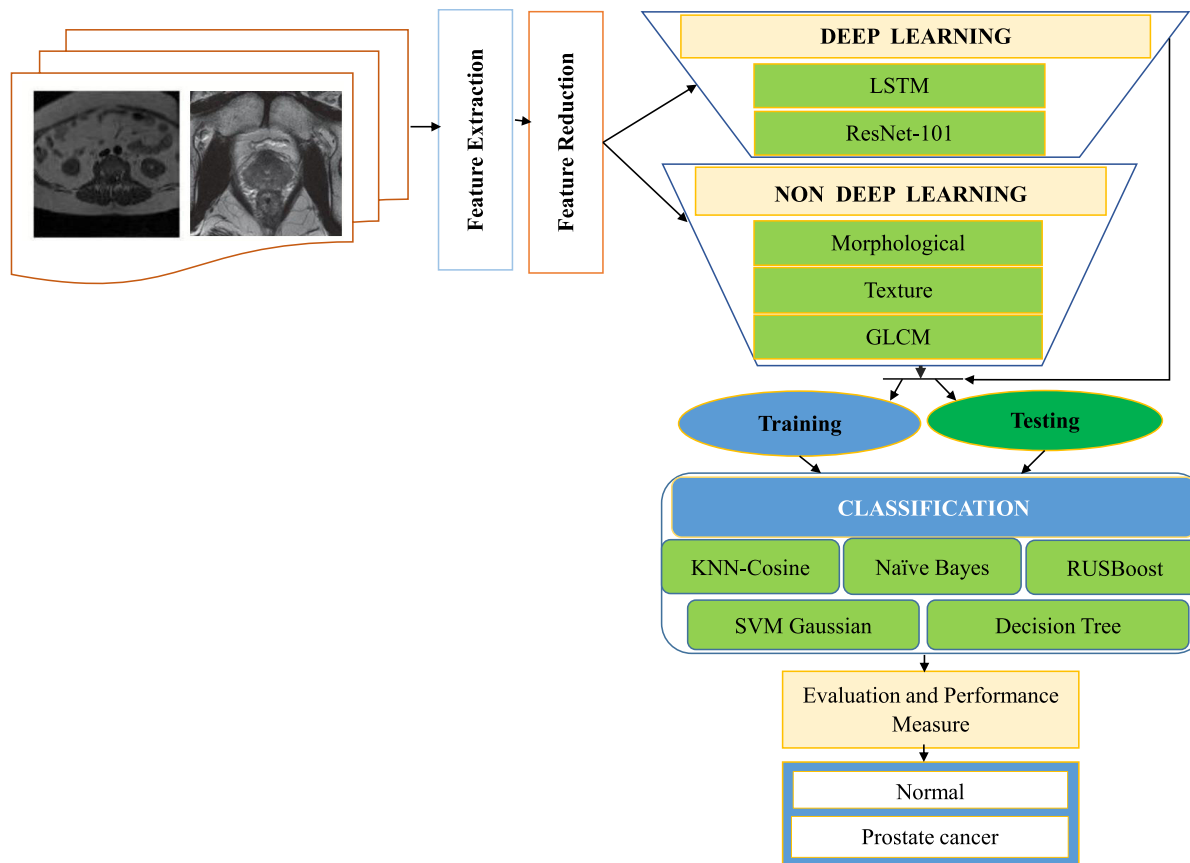 Feature Extraction
Feature Reduction
DEEP LEARNING
LSTM
ResNet-101
NON DEEP LEARNING
Morphological
Texture
GLCM
Training
Testing
CLASSIFICATION
KNN-Cosine
Naïve Bayes
RUSBoost
SVM Gaussian
Decision Tree
Evaluation and Performance
Measure
Normal
Prostate cancer